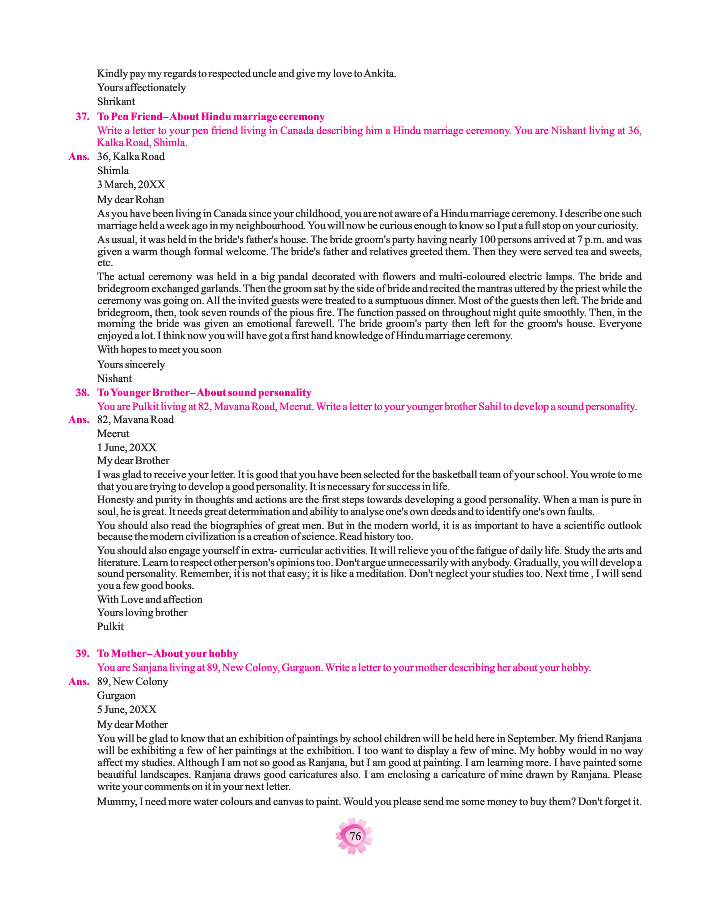 Kindly pay my regards to respected uncle and give my love to Ankita.
Yours affectionately
Shrikant
37. To Pen Friend–About Hindu marriage ceremony
Write a letter to your pen friend living in Canada describing him a Hindu marriage ceremony. You are Nishant living at 36,
Kalka Road, Shimla.
Ans. 36, Kalka Road
Shimla
3 March, 20XX
My dear Rohan
As you have been living in Canada since your childhood, you are not aware of a Hindu marriage ceremony. I describe one such
marriage held a week ago in my neighbourhood. You will now be curious enough to know so I put a full stop on your curiosity.
As usual, it was held in the bride's father's house. The bride groom's party having nearly 100 persons arrived at 7 p.m. and was
given a warm though formal welcome. The bride's father and relatives greeted them. Then they were served tea and sweets,
etc.
The actual ceremony was held in a big pandal decorated with flowers and multi-coloured electric lamps. The bride and
bridegroom exchanged garlands. Then the groom sat by the side of bride and recited the mantras uttered by the priest while the
ceremony was going on. All the invited guests were treated to a sumptuous dinner. Most of the guests then left. The bride and
bridegroom, then, took seven rounds of the pious fire. The function passed on throughout night quite smoothly. Then, in the
morning the bride was given an emotional farewell. The bride groom's party then left for the groom's house. Everyone
enjoyed a lot. I think now you will have got a first hand knowledge of Hindu marriage ceremony.
With hopes to meet you soon
Yours sincerely
Nishant
38. To Younger Brother–About sound personality
You are Pulkit living at 82, Mavana Road, Meerut. Write a letter to your younger brother Sahil to develop a sound personality.
Ans. 82, Mavana Road
Meerut
1 June, 20XX
My dear Brother
I was glad to receive your letter. It is good that you have been selected for the basketball team of your school. You wrote to me
that you are trying to develop a good personality. It is necessary for success in life.
Honesty and purity in thoughts and actions are the first steps towards developing a good personality. When a man is pure in
soul, he is great. It needs great determination and ability to analyse one's own deeds and to identify one's own faults.
You should also read the biographies of great men. But in the modern world, it is as important to have a scientific outlook
because the modern civilization is a creation of science. Read history too.
You should also engage yourself in extra- curricular activities. It will relieve you of the fatigue of daily life. Study the arts and
literature. Learn to respect other person's opinions too. Don't argue unnecessarily with anybody. Gradually, you will develop a
sound personality. Remember, it is not that easy; it is like a meditation. Don't neglect your studies too. Next time , I will send
you a few good books.
With Love and affection
Yours loving brother
Pulkit
39. To Mother–About your hobby
You are Sanjana living at 89, New Colony, Gurgaon. Write a letter to your mother describing her about your hobby.
Ans. 89, New Colony
Gurgaon
5 June, 20XX
My dear Mother
You will be glad to know that an exhibition of paintings by school children will be held here in September. My friend Ranjana
will be exhibiting a few of her paintings at the exhibition. I too want to display a few of mine. My hobby would in no way
affect my studies. Although I am not so good as Ranjana, but I am good at painting. I am learning more. I have painted some
beautiful landscapes. Ranjana draws good caricatures also. I am enclosing a caricature of mine drawn by Ranjana. Please
write your comments on it in your next letter.
Mummy, I need more water colours and canvas to paint. Would you please send me some money to buy them? Don't forget it.
76